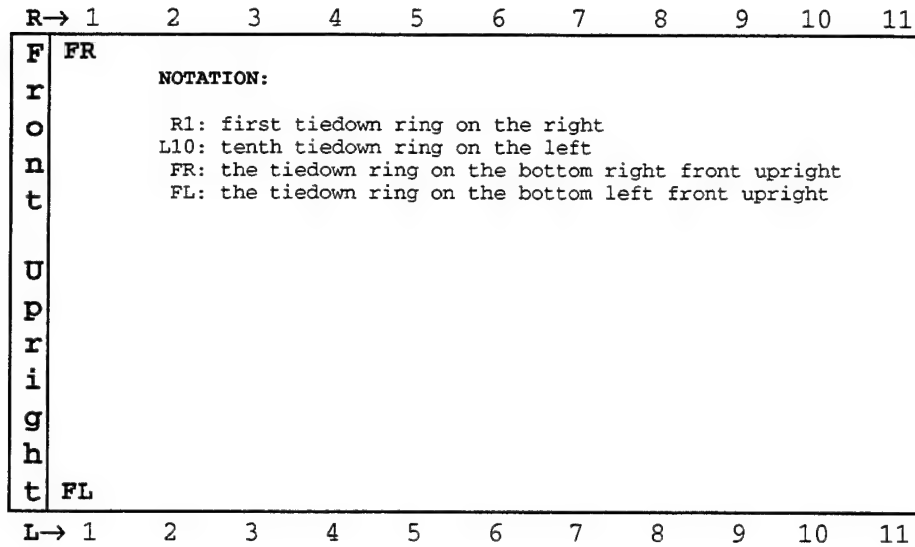 R→ 1 2 3 4 5 6 7 8 9 10 11
Front Upright
FR
NOTATION:
R1: first tiedown ring on the right
L10: tenth tiedown ring on the left
FR: the tiedown ring on the bottom right front upright
FL: the tiedown ring on the bottom left front upright
FL
L→ 1 2 3 4 5 6 7 8 9 10 11